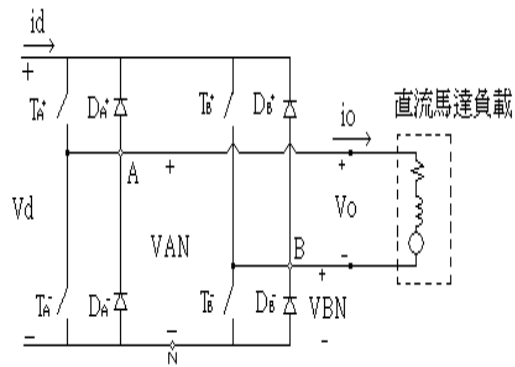 id
+
TA+
DA+
TB+
DB+
io
直流馬達負載
A
+
+
Vd
VAN
Vo
B
-
TA-
DA-
TB-
DB-
+
VBN
-
-
N
-